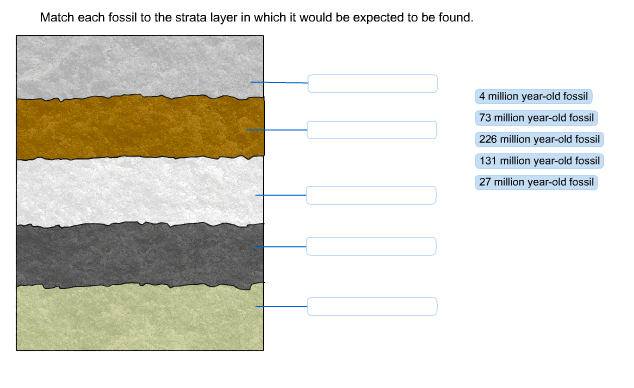 Match each fossil to the strata layer in which it would be expected to be found.
4 million year-old fossil
73 million year-old fossil
226 million year-old fossil
131 million year-old fossil
27 million year-old fossil